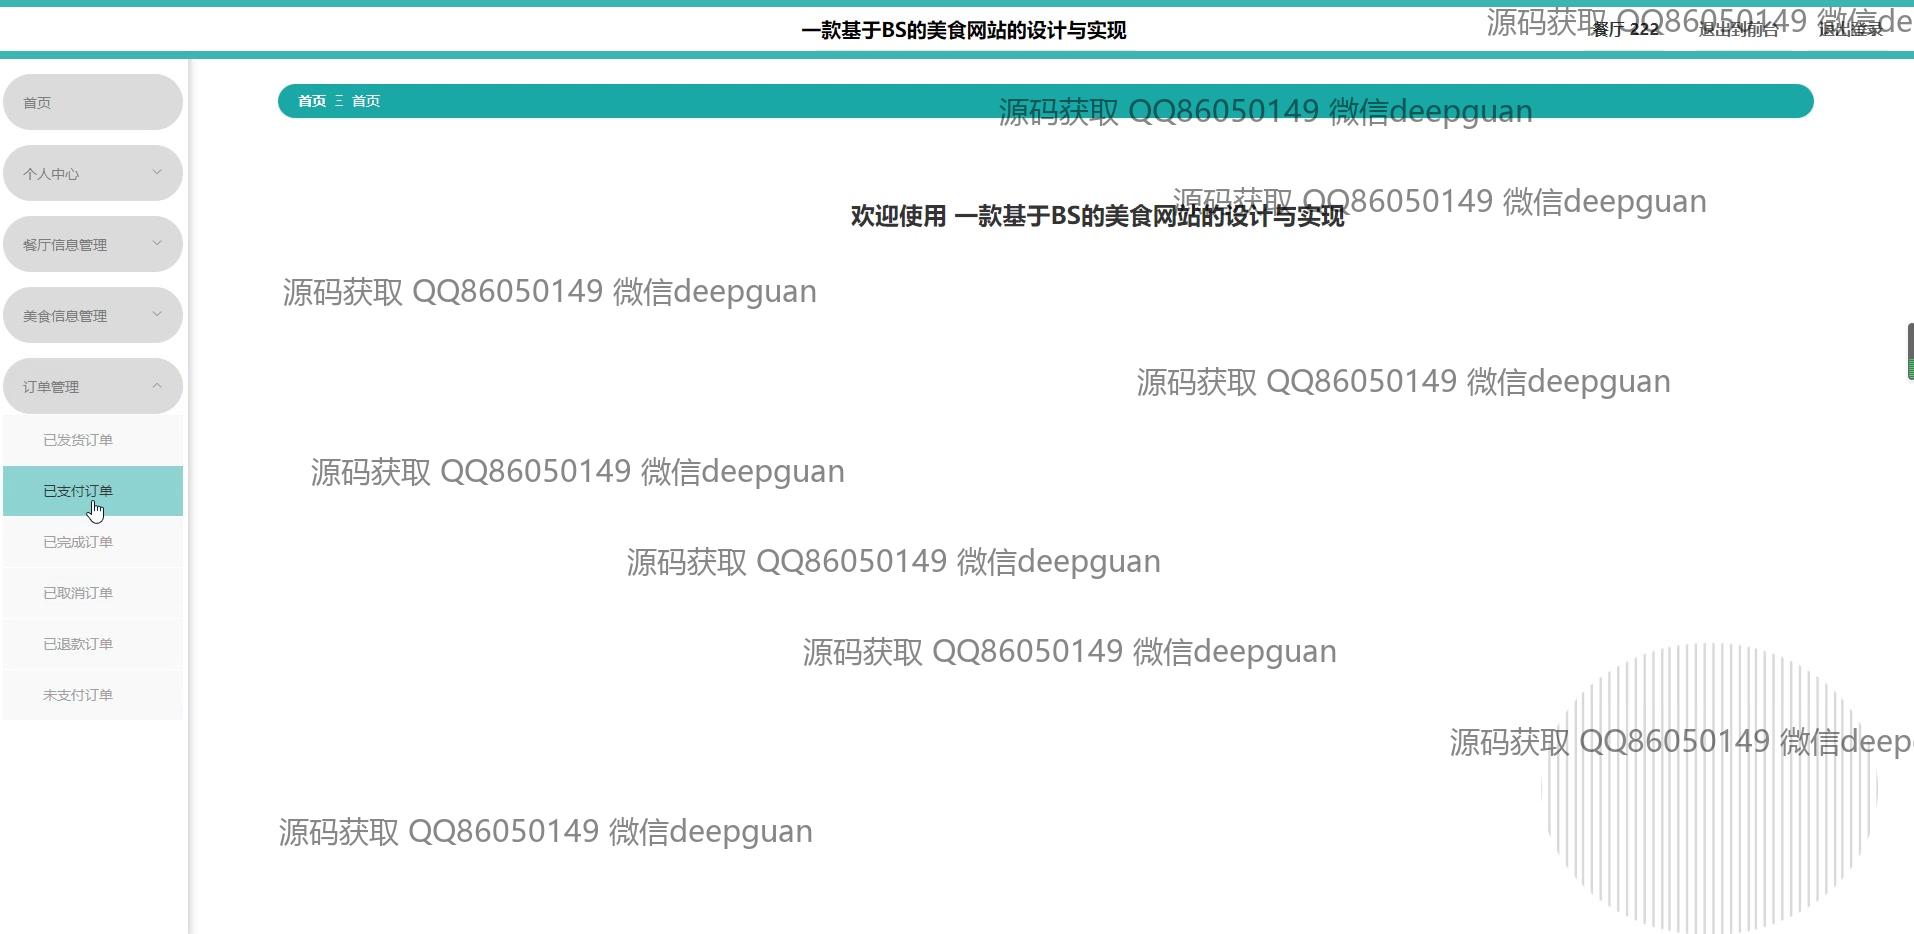 一款基于BS的美食网站的设计与实现
源码获取 QQ86050149 微信de
餐厅 222
退出到前台
退出登录
首页
个人中心
餐厅信息管理
美食信息管理
订单管理
已发货订单
已支付订单
已完成订单
已取消订单
已退款订单
未支付订单
首页 Ξ 首页
源码获取 QQ86050149 微信deepguan
源码获取 QQ86050149 微信deepguan
欢迎使用 一款基于BS的美食网站的设计与实现
源码获取 QQ86050149 微信deepguan
源码获取 QQ86050149 微信deepguan
源码获取 QQ86050149 微信deepguan
源码获取 QQ86050149 微信deepguan
源码获取 QQ86050149 微信deepguan
源码获取 QQ86050149 微信deep
源码获取 QQ86050149 微信deepguan